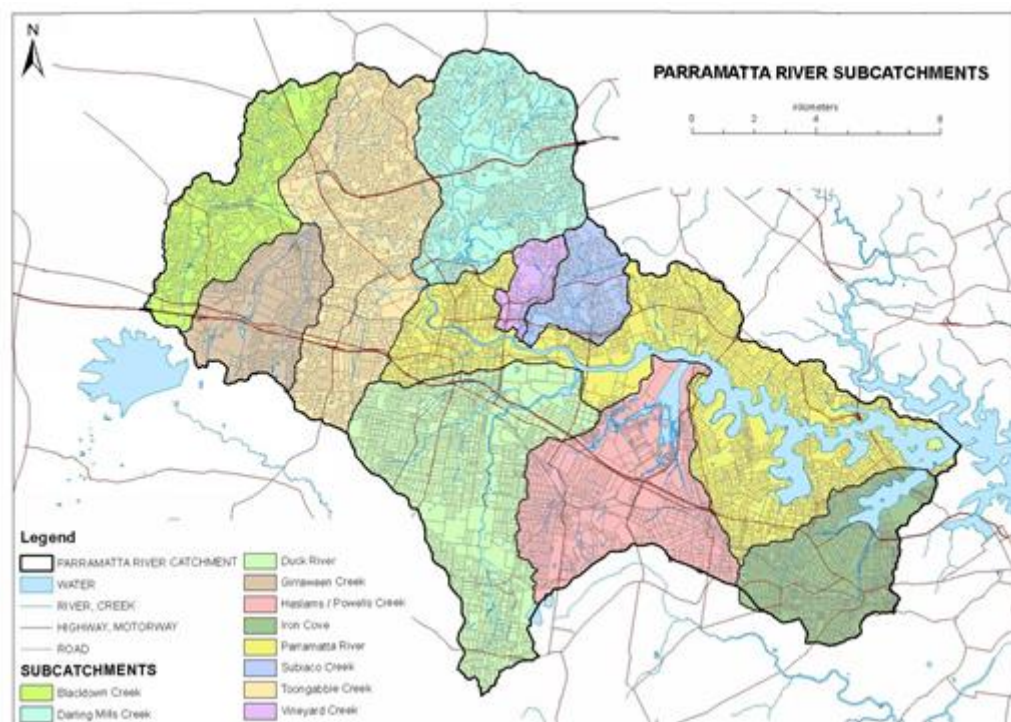 N
PARRAMATTA RIVER SUBCATCHMENTS
kilometers
0 2 4 8
Legend
PARRAMATTA RIVER CATCHMENT
WATER
RIVER, CREEK
HIGHWAY, MOTORWAY
ROAD
SUBCATCHMENTS
Blacktown Creek
Darling Mills Creek
Duck River
Girraween Creek
Haslams / Powells Creek
Iron Cove
Parramatta River
Subiaco Creek
Toongabbie Creek
Vineyard Creek